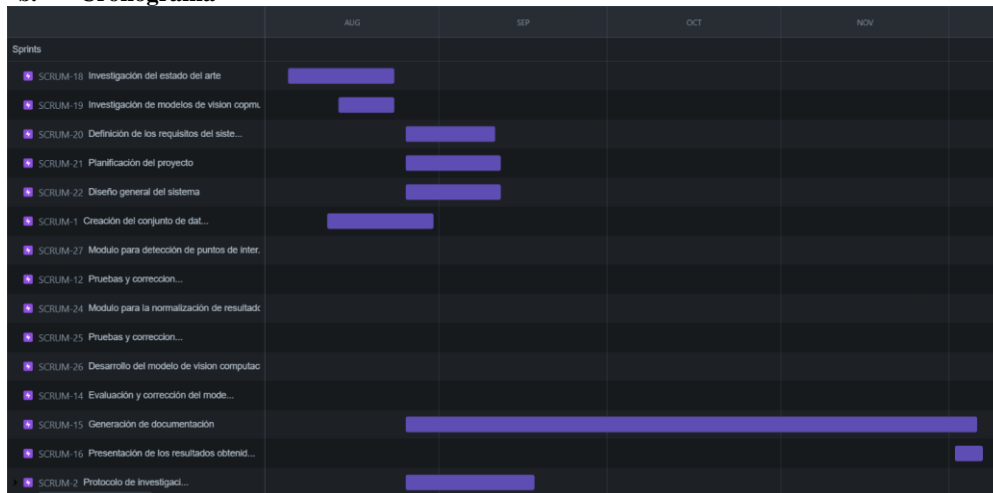 b. Cronograma
AUG SEP OCT NOV
Sprints
SCRUM-18 Investigación del estado del arte
SCRUM-19 Investigación de modelos de vision copmu
SCRUM-20 Definición de los requisitos del siste...
SCRUM-21 Planificación del proyecto
SCRUM-22 Diseño general del sistema
SCRUM-1 Creación del conjunto de dat...
SCRUM-27 Modulo para detección de puntos de inter.
SCRUM-12 Pruebas y correccion...
SCRUM-24 Modulo para la normalización de resultado
SCRUM-25 Pruebas y correccion...
SCRUM-26 Desarrollo del modelo de vision computac
SCRUM-14 Evaluación y corrección del mode...
SCRUM-15 Generación de documentación
SCRUM-16 Presentación de los resultados obtenid...
SCRUM-2 Protocolo de investigaci...